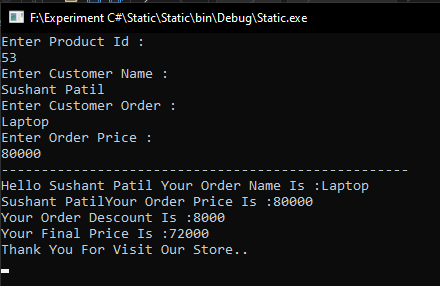 F:\Experiment C#\Static\Static\bin\Debug\Static.exe
Enter Product Id :
53
Enter Customer Name :
Sushant Patil
Enter Customer Order :
Laptop
Enter Order Price :
80000
---------------------------------------------------
Hello Sushant Patil Your Order Name Is :Laptop
Sushant PatilYour Order Price Is :80000
Your Order Descount Is :8000
Your Final Price Is :72000
Thank You For Visit Our Store..